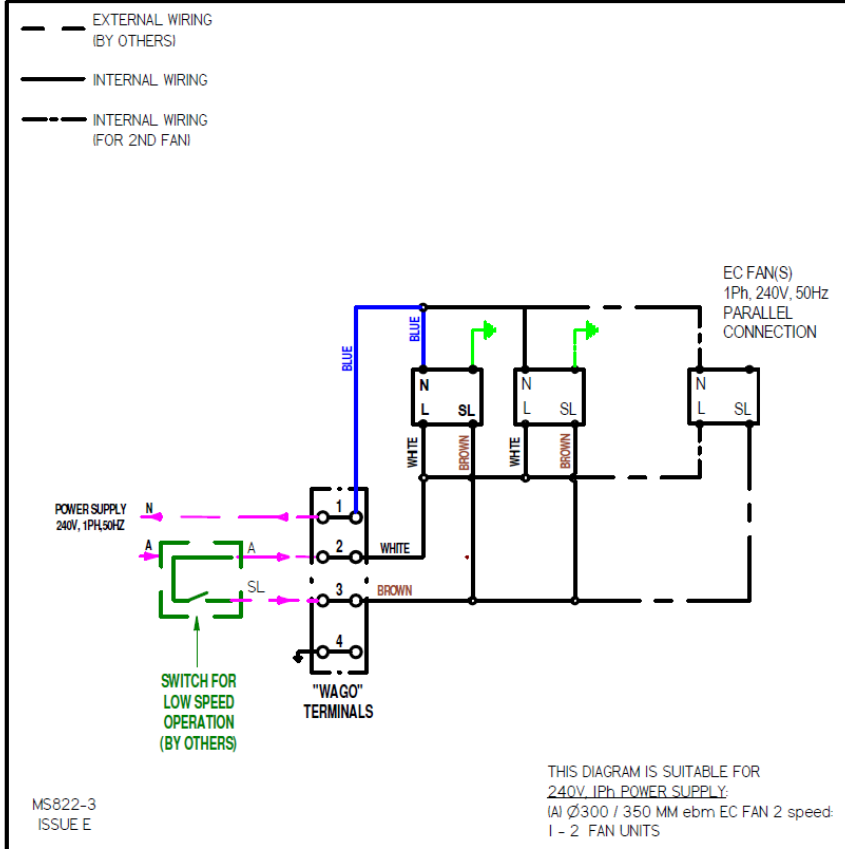 EXTERNAL WIRING
(BY OTHERS)
INTERNAL WIRING
INTERNAL WIRING
(FOR 2ND FAN)
EC FAN(S)
1Ph, 240V, 50Hz
PARALLEL
CONNECTION
BLUE
BLUE
N
L
SL
N
L
SL
N
L
SL
WHITE
BROWN
WHITE
BROWN
POWER SUPPLY
240V, 1PH,50HZ
N
A
A
SL
1
2
3
4
WHITE
BROWN
SWITCH FOR
LOW SPEED
OPERATION
(BY OTHERS)
"WAGO"
TERMINALS
MS822-3
ISSUE E
THIS DIAGRAM IS SUITABLE FOR
240V, 1Ph POWER SUPPLY:
(A) Ø300 / 350 MM ebm EC FAN 2 speed:
1 - 2 FAN UNITS